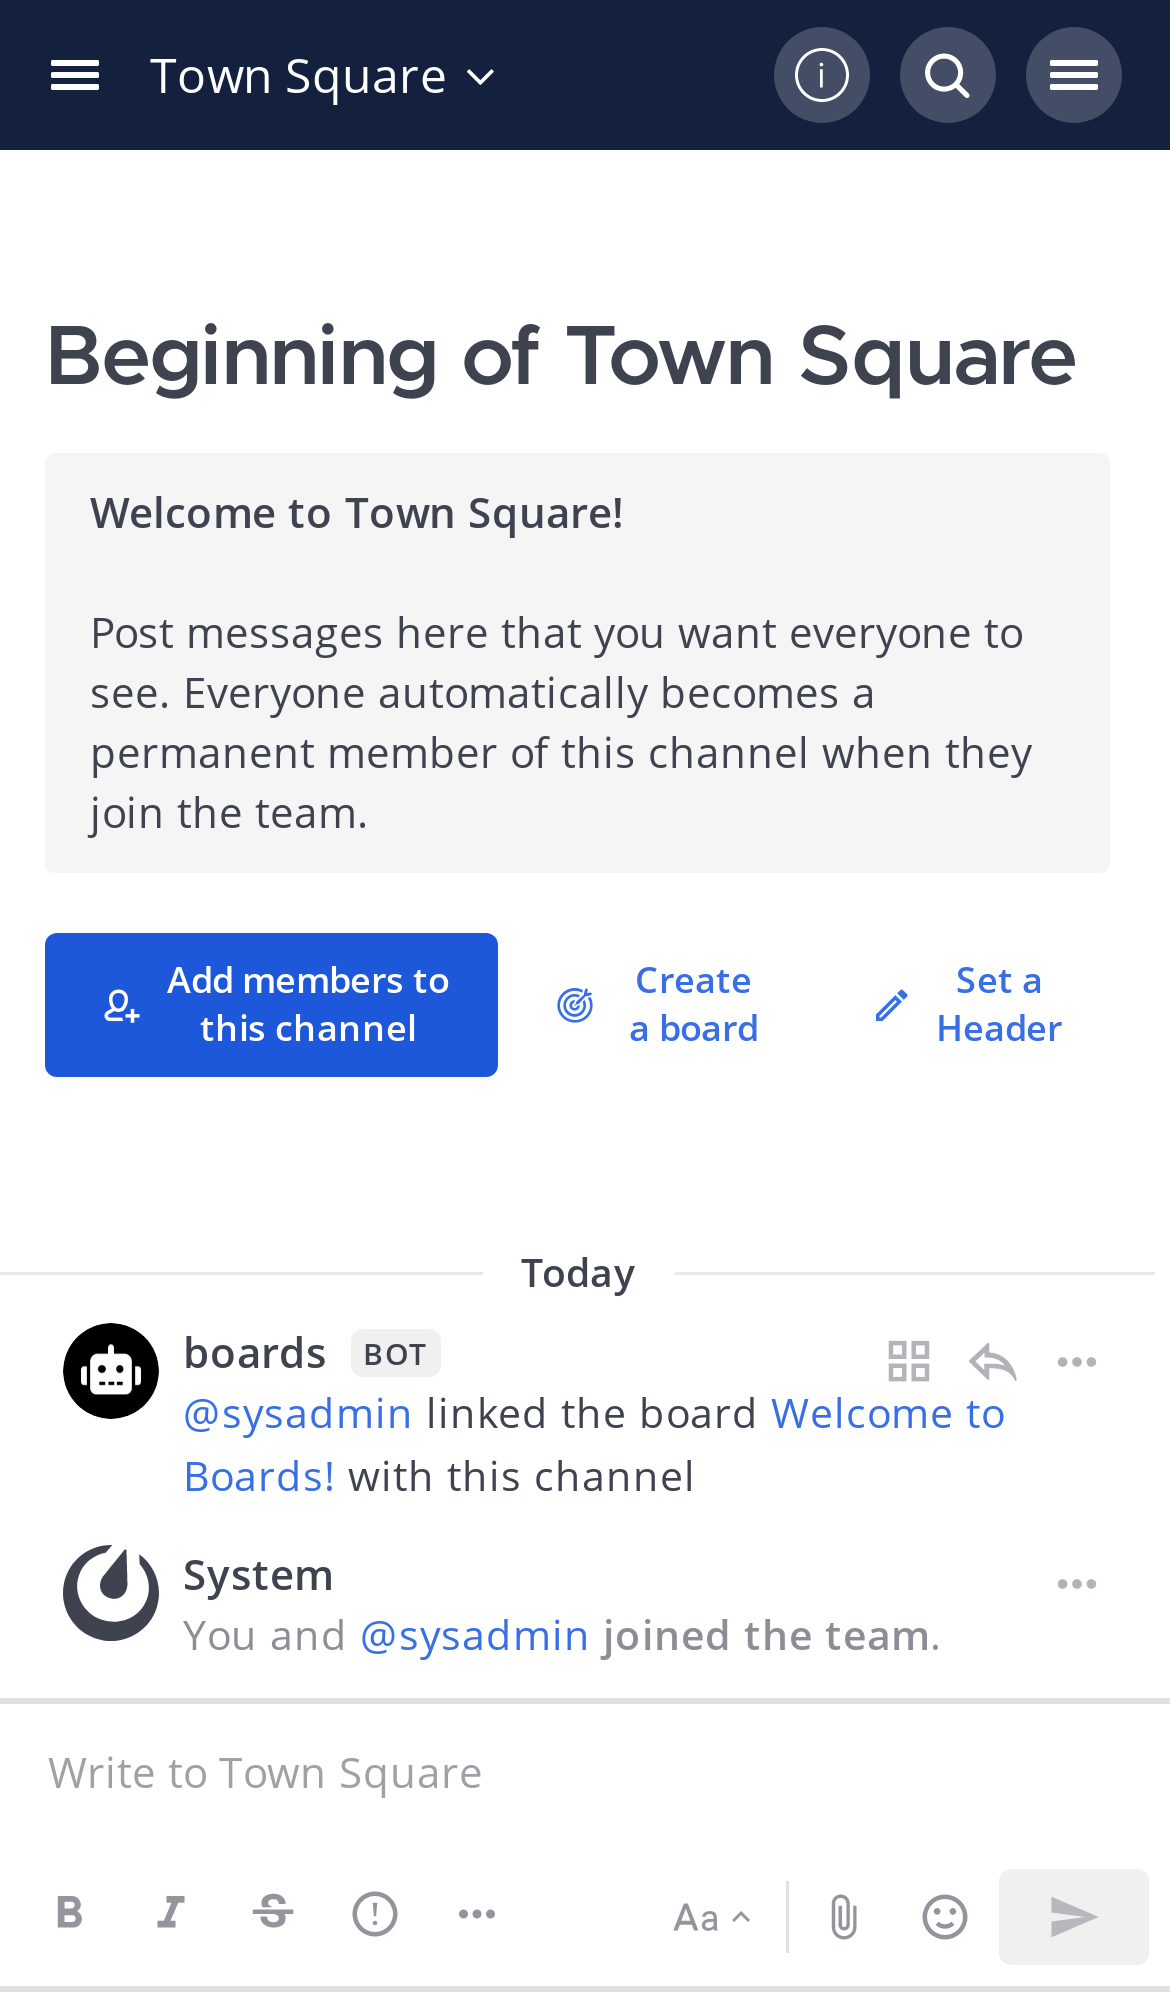 Town Square
Beginning of Town Square
Welcome to Town Square!
Post messages here that you want everyone to
see. Everyone automatically becomes a
permanent member of this channel when they
join the team.
Add members to
this channel
Create
a board
Set a
Header
Today
boards BOT
@sysadmin linked the board Welcome to
Boards! with this channel
System
You and @sysadmin joined the team.
Write to Town Square
B I S Aa